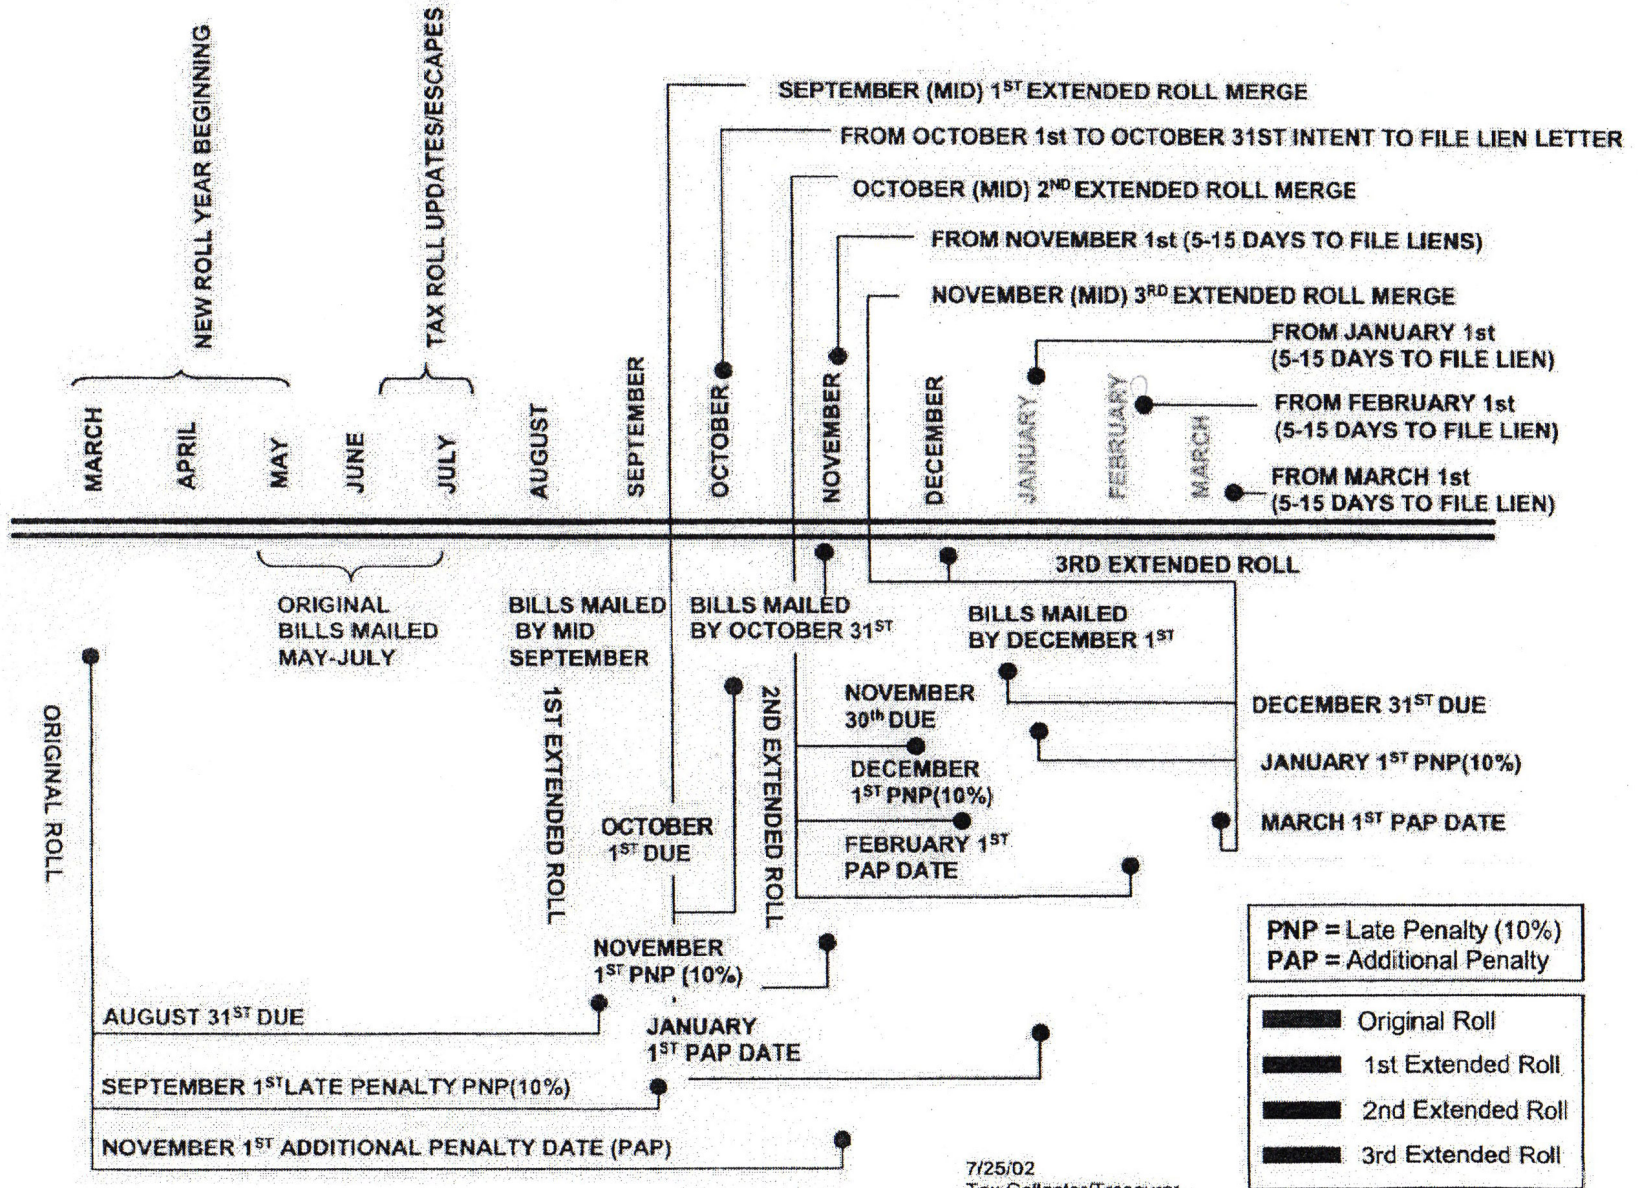 NEW ROLL YEAR BEGINNING
TAX ROLL UPDATES/ESCAPES
SEPTEMBER (MID) 1ST EXTENDED ROLL MERGE
FROM OCTOBER 1st TO OCTOBER 31ST INTENT TO FILE LIEN LETTER
OCTOBER (MID) 2ND EXTENDED ROLL MERGE
FROM NOVEMBER 1st (5-15 DAYS TO FILE LIENS)
NOVEMBER (MID) 3RD EXTENDED ROLL MERGE
FROM JANUARY 1st
(5-15 DAYS TO FILE LIEN)
FROM FEBRUARY 1st
(5-15 DAYS TO FILE LIEN)
FROM MARCH 1st
(5-15 DAYS TO FILE LIEN)
MARCH
APRIL
MAY
JUNE
JULY
AUGUST
SEPTEMBER
OCTOBER
NOVEMBER
DECEMBER
JANUARY
FEBRUARY
MARCH
3RD EXTENDED ROLL
ORIGINAL
BILLS MAILED
MAY-JULY
BILLS MAILED
BY MID
SEPTEMBER
BILLS MAILED
BY OCTOBER 31ST
BILLS MAILED
BY DECEMBER 1ST
ORIGINAL ROLL
1ST EXTENDED ROLL
2ND EXTENDED ROLL
NOVEMBER
30th DUE
DECEMBER
1ST PNP(10%)
FEBRUARY 1ST
PAP DATE
DECEMBER 31ST DUE
JANUARY 1ST PNP(10%)
MARCH 1ST PAP DATE
OCTOBER
1ST DUE
NOVEMBER
1ST PNP (10%)
JANUARY
1ST PAP DATE
AUGUST 31ST DUE
SEPTEMBER 1ST LATE PENALTY PNP(10%)
NOVEMBER 1ST ADDITIONAL PENALTY DATE (PAP)
PNP = Late Penalty (10%)
PAP = Additional Penalty
Original Roll
1st Extended Roll
2nd Extended Roll
3rd Extended Roll
7/25/02
Tax Collector/Treasurer